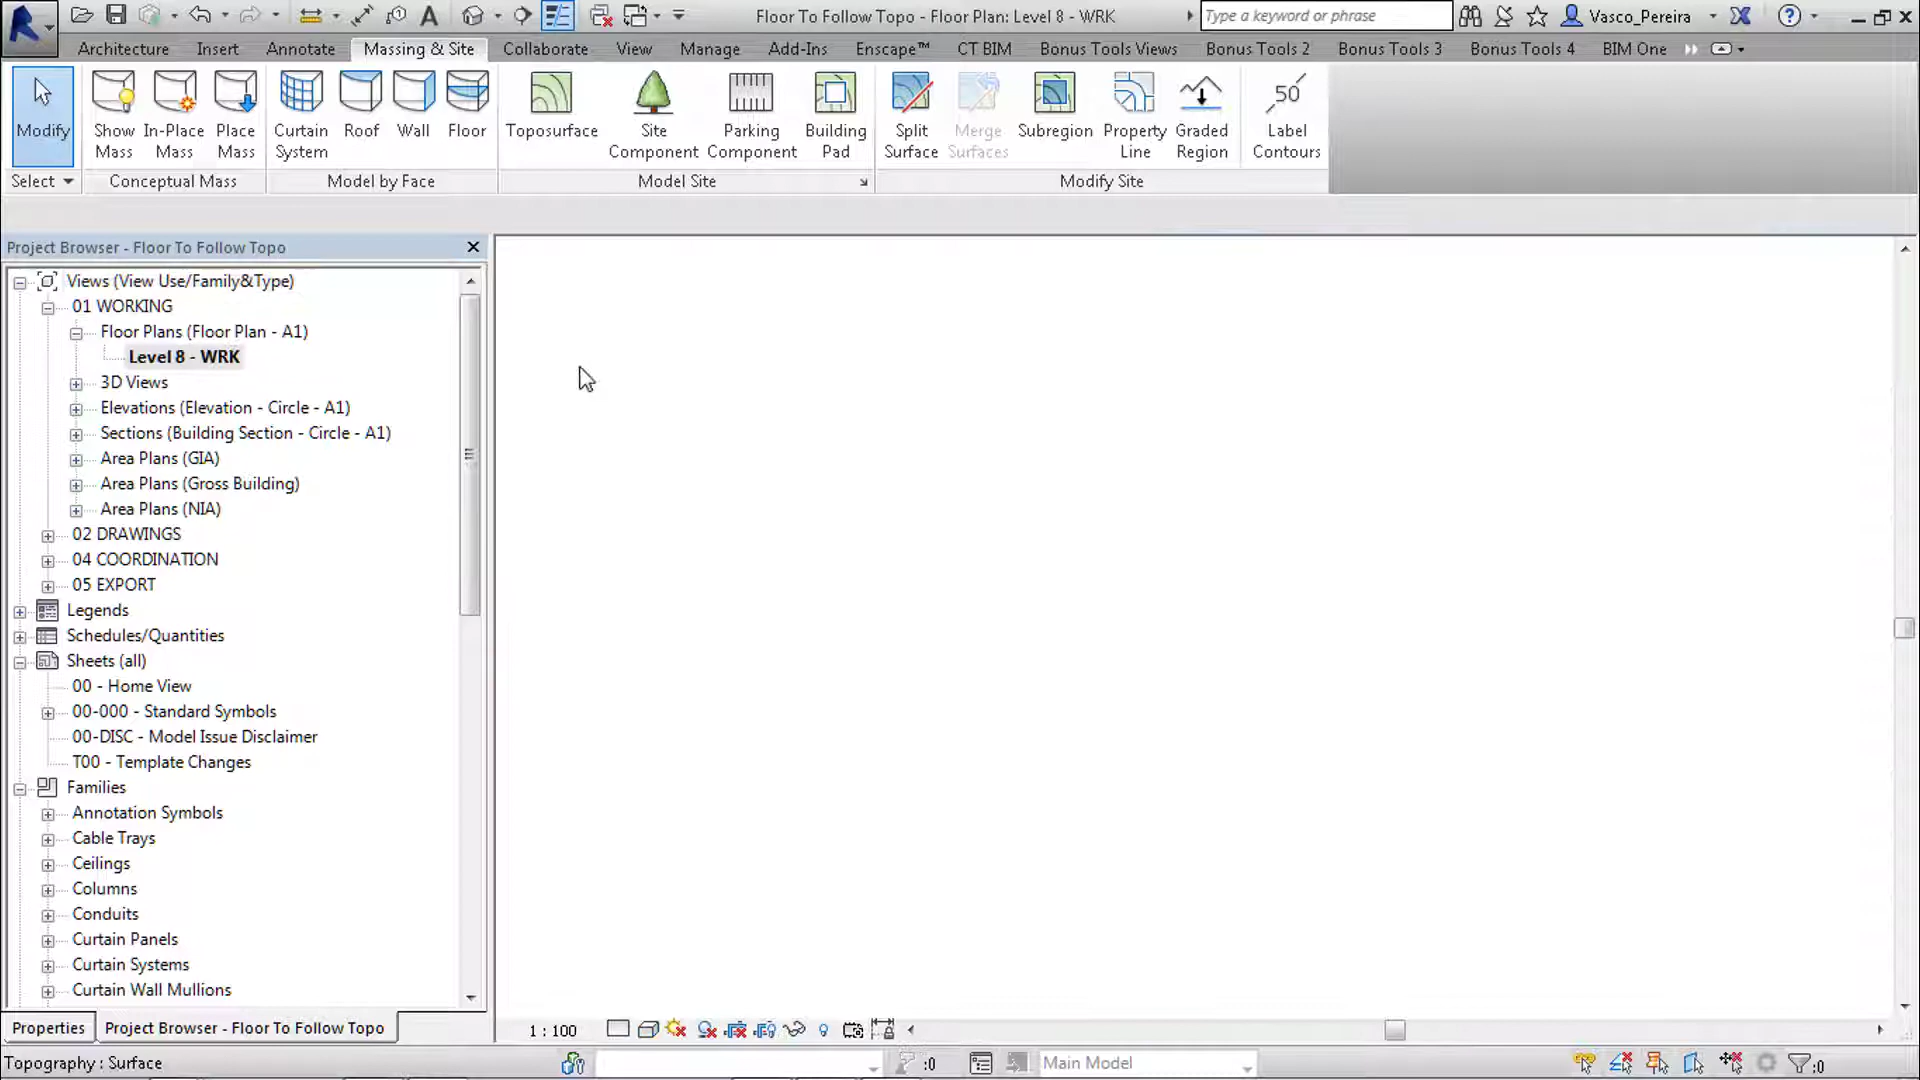 Floor To Follow Topo - Floor Plan: Level 8 - WRK
Type a keyword or phrase
Vasco_Pereira
Architecture Insert Annotate Massing & Site Collaborate View Manage Add-Ins Enscape™ CT BIM Bonus Tools Views Bonus Tools 2 Bonus Tools 3 Bonus Tools 4 BIM One
Modify
Show Mass
In-Place Mass
Place Mass
Curtain System
Roof
Wall
Floor
Toposurface
Site Component
Parking Component
Building Pad
Split Surface
Merge Surfaces
Subregion
Property Line
Graded Region
50
Label Contours
Select Conceptual Mass Model by Face Model Site Modify Site
Project Browser - Floor To Follow Topo
Views (View Use/Family&Type)
01 WORKING
Floor Plans (Floor Plan - A1)
Level 8 - WRK
3D Views
Elevations (Elevation - Circle - A1)
Sections (Building Section - Circle - A1)
Area Plans (GIA)
Area Plans (Gross Building)
Area Plans (NIA)
02 DRAWINGS
04 COORDINATION
05 EXPORT
Legends
Schedules/Quantities
Sheets (all)
00 - Home View
00-000 - Standard Symbols
00-DISC - Model Issue Disclaimer
T00 - Template Changes
Families
Annotation Symbols
Cable Trays
Ceilings
Columns
Conduits
Curtain Panels
Curtain Systems
Curtain Wall Mullions
Properties Project Browser - Floor To Follow Topo
1 : 100
Topography : Surface
:0
Main Model
:0